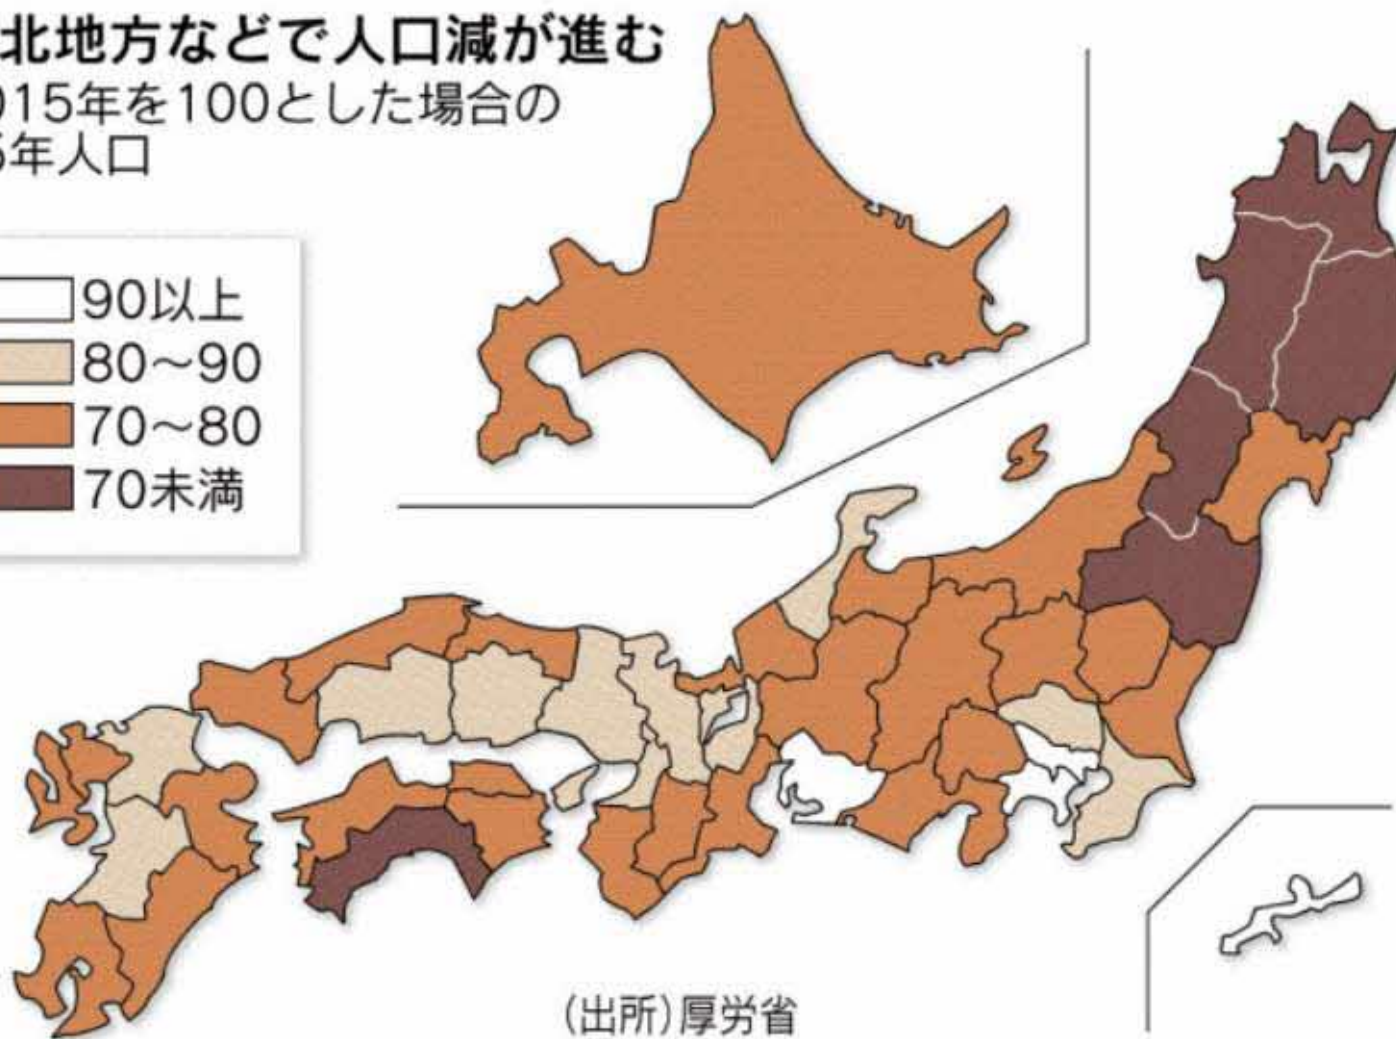 北地方などで人口減が進む
015年を100とした場合の
5年人口
90以上
80〜90
70〜80
70未満
(出所)厚労省